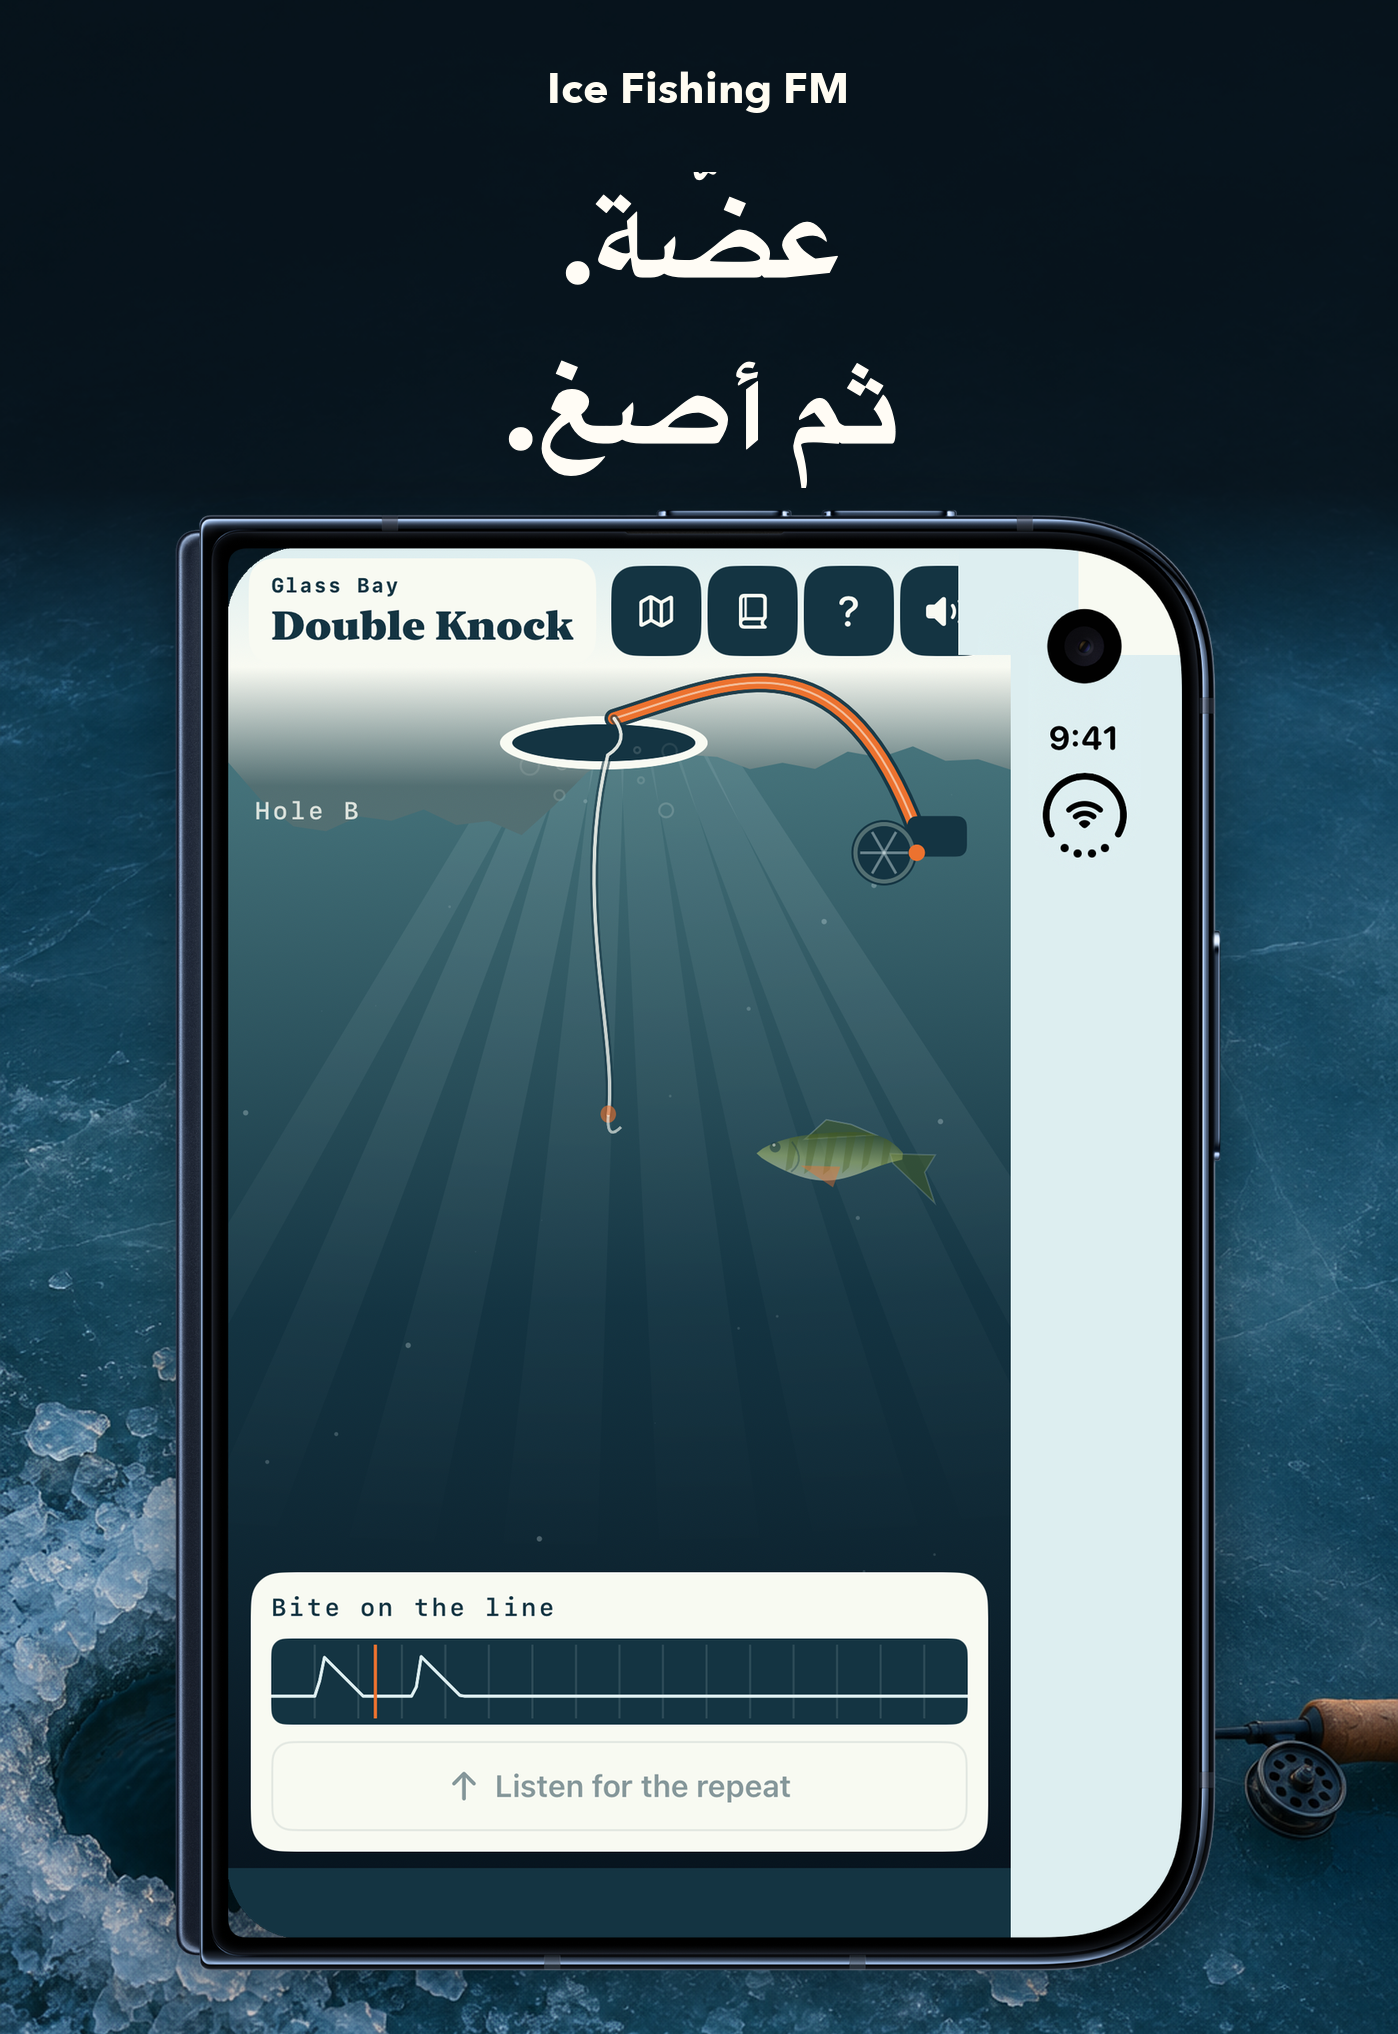 Ice Fishing FM
عضّة.
ثم أصغِ.
Glass Bay
Double Knock
?
9:41
Hole B
Bite on the line
Listen for the repeat